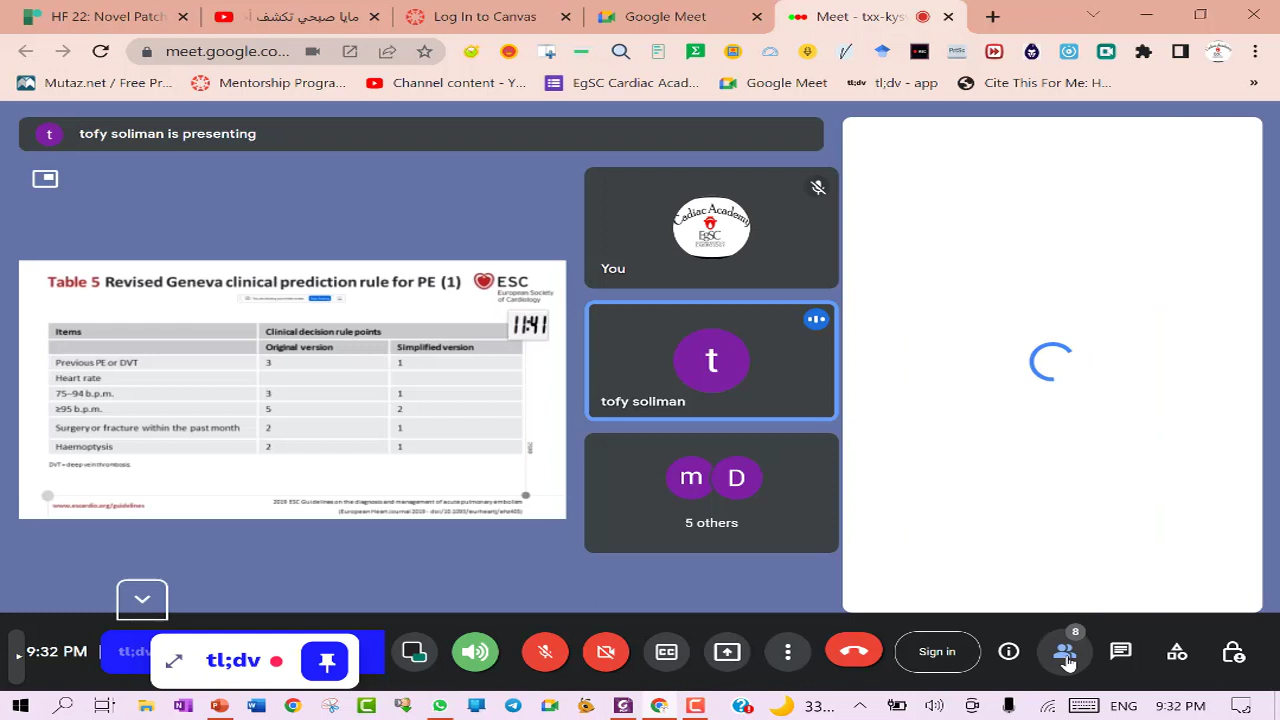 HF 22: Novel Patch
مايا صبحي تكشف أ
Log In to Canvas
Google Meet
Meet - txx-kys
meet.google.co...
Mutaz.net / Free Pr...
Mentorship Progra...
Channel content - Y...
EgSC Cardiac Acad...
Google Meet
tl;dv - app
Cite This For Me: H...
»
t tofy soliman is presenting
Cadiac Academy
EgSC
You
t
tofy soliman
m D
5 others
Table 5 Revised Geneva clinical prediction rule for PE (1)
ESC
European Society
of Cardiology
11:41
Items Clinical decision rule points
Original version Simplified version
Previous PE or DVT 3 1
Heart rate
75–94 b.p.m. 3 1
≥95 b.p.m. 5 2
Surgery or fracture within the past month 2 1
Haemoptysis 2 1
DVT = deep vein thrombosis.
www.escardio.org/guidelines
2019 ESC Guidelines on the diagnosis and management of acute pulmonary embolism
(European Heart Journal 2019 - doi/10.1093/eurheartj/ehz405)
9:32 PM
tl;dv
tl;dv
CC
Sign in
8
33...
ENG
9:32 PM